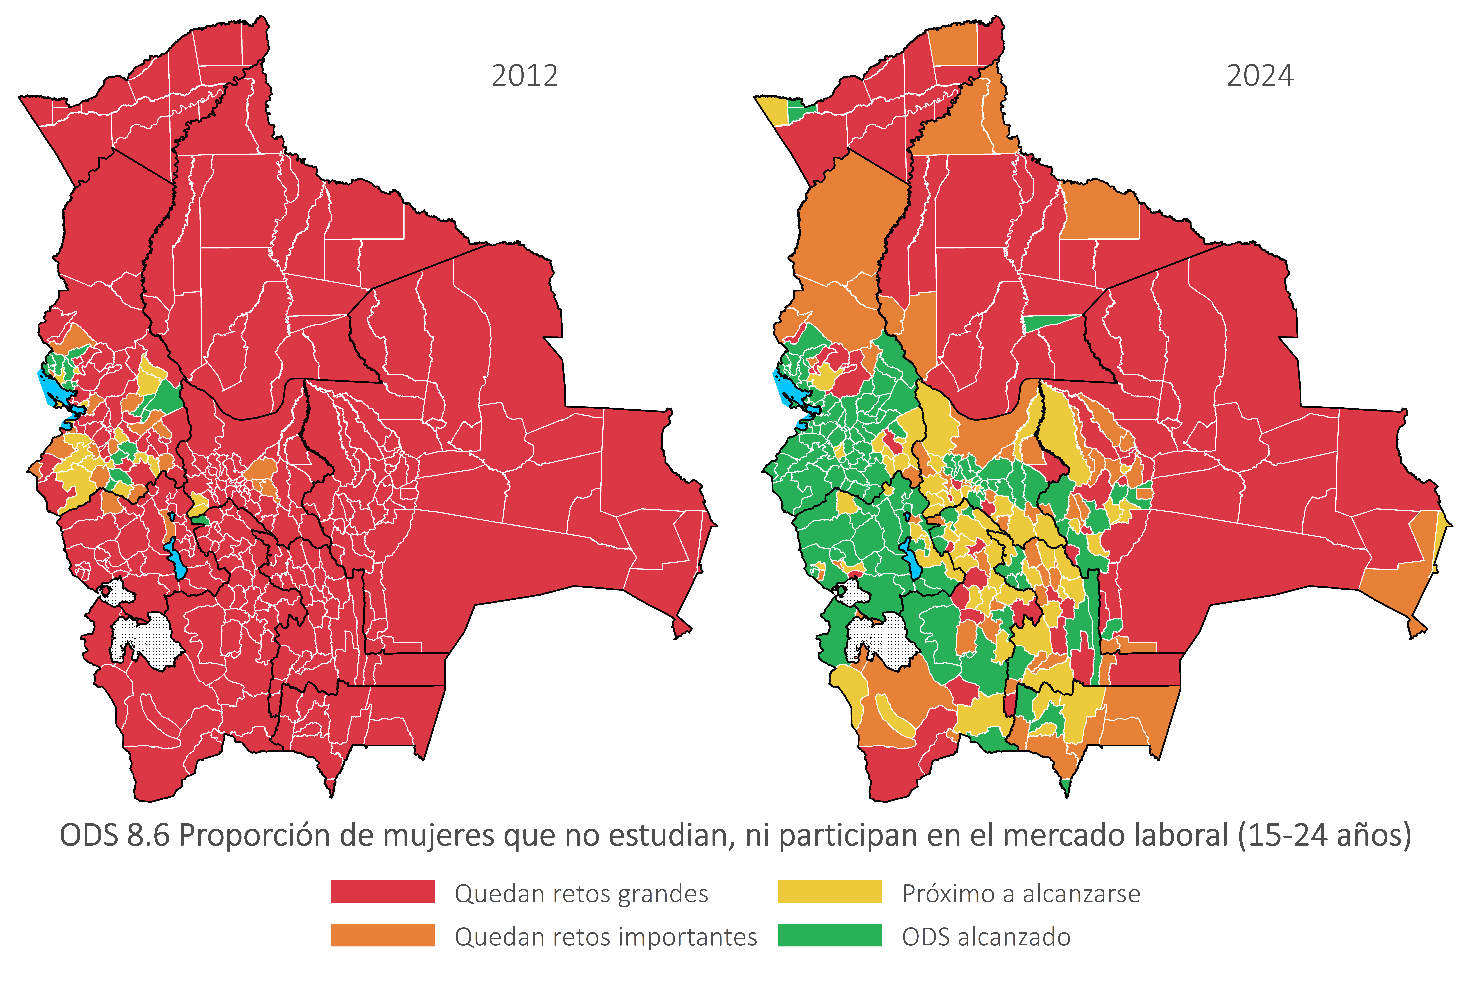 2012
2024
ODS 8.6 Proporción de mujeres que no estudian, ni participan en el mercado laboral (15-24 años)
Quedan retos grandes
Próximo a alcanzarse
Quedan retos importantes
ODS alcanzado